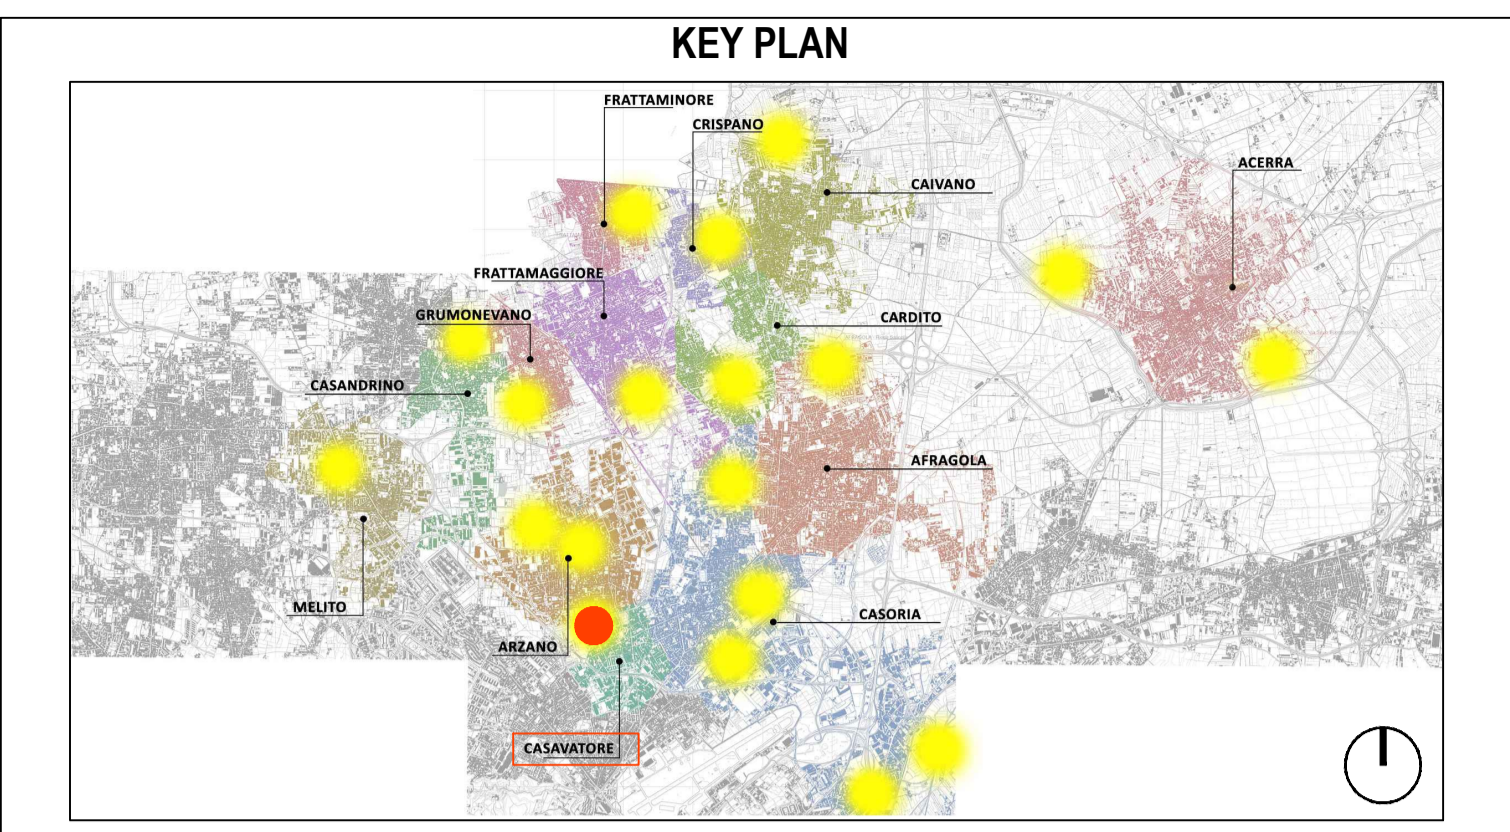 KEY PLAN
FRATTAMINORE
CRISPANO
ACERRA
CAIVANO
FRATTAMAGGIORE
GRUMONEVANO
CARDITO
CASANDRINO
AFRAGOLA
MELITO
CASORIA
ARZANO
CASAVATORE